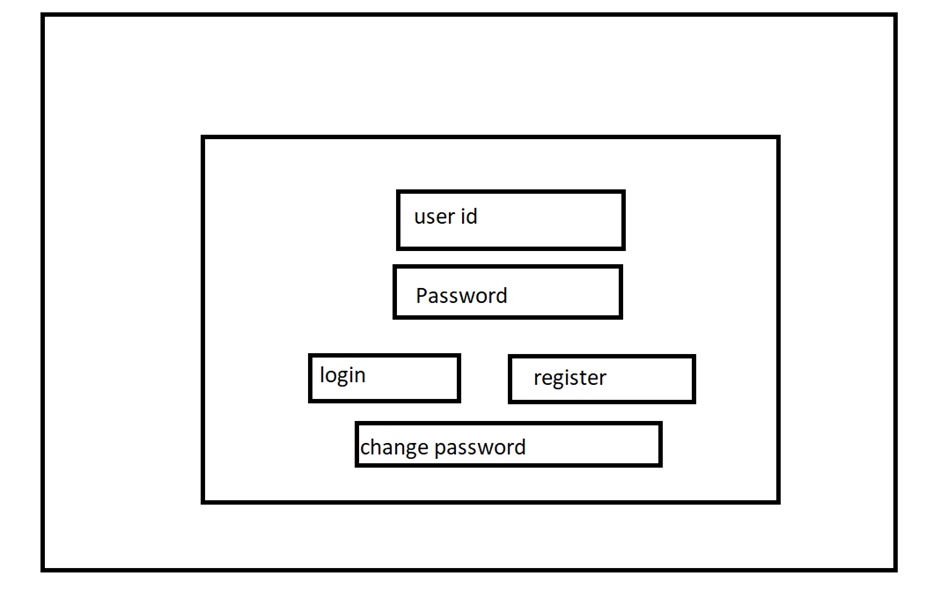 user id
Password
login
register
change password